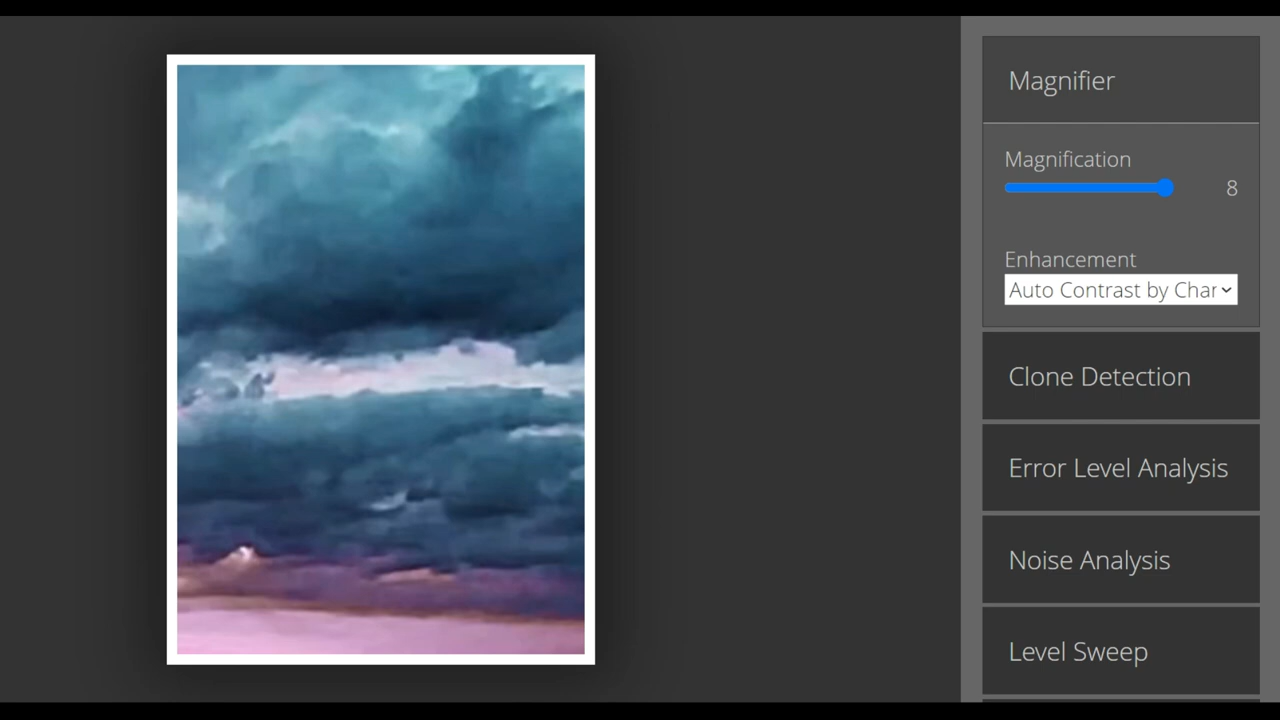 Magnifier
Magnification
8
Enhancement
Auto Contrast by Char
Clone Detection
Error Level Analysis
Noise Analysis
Level Sweep